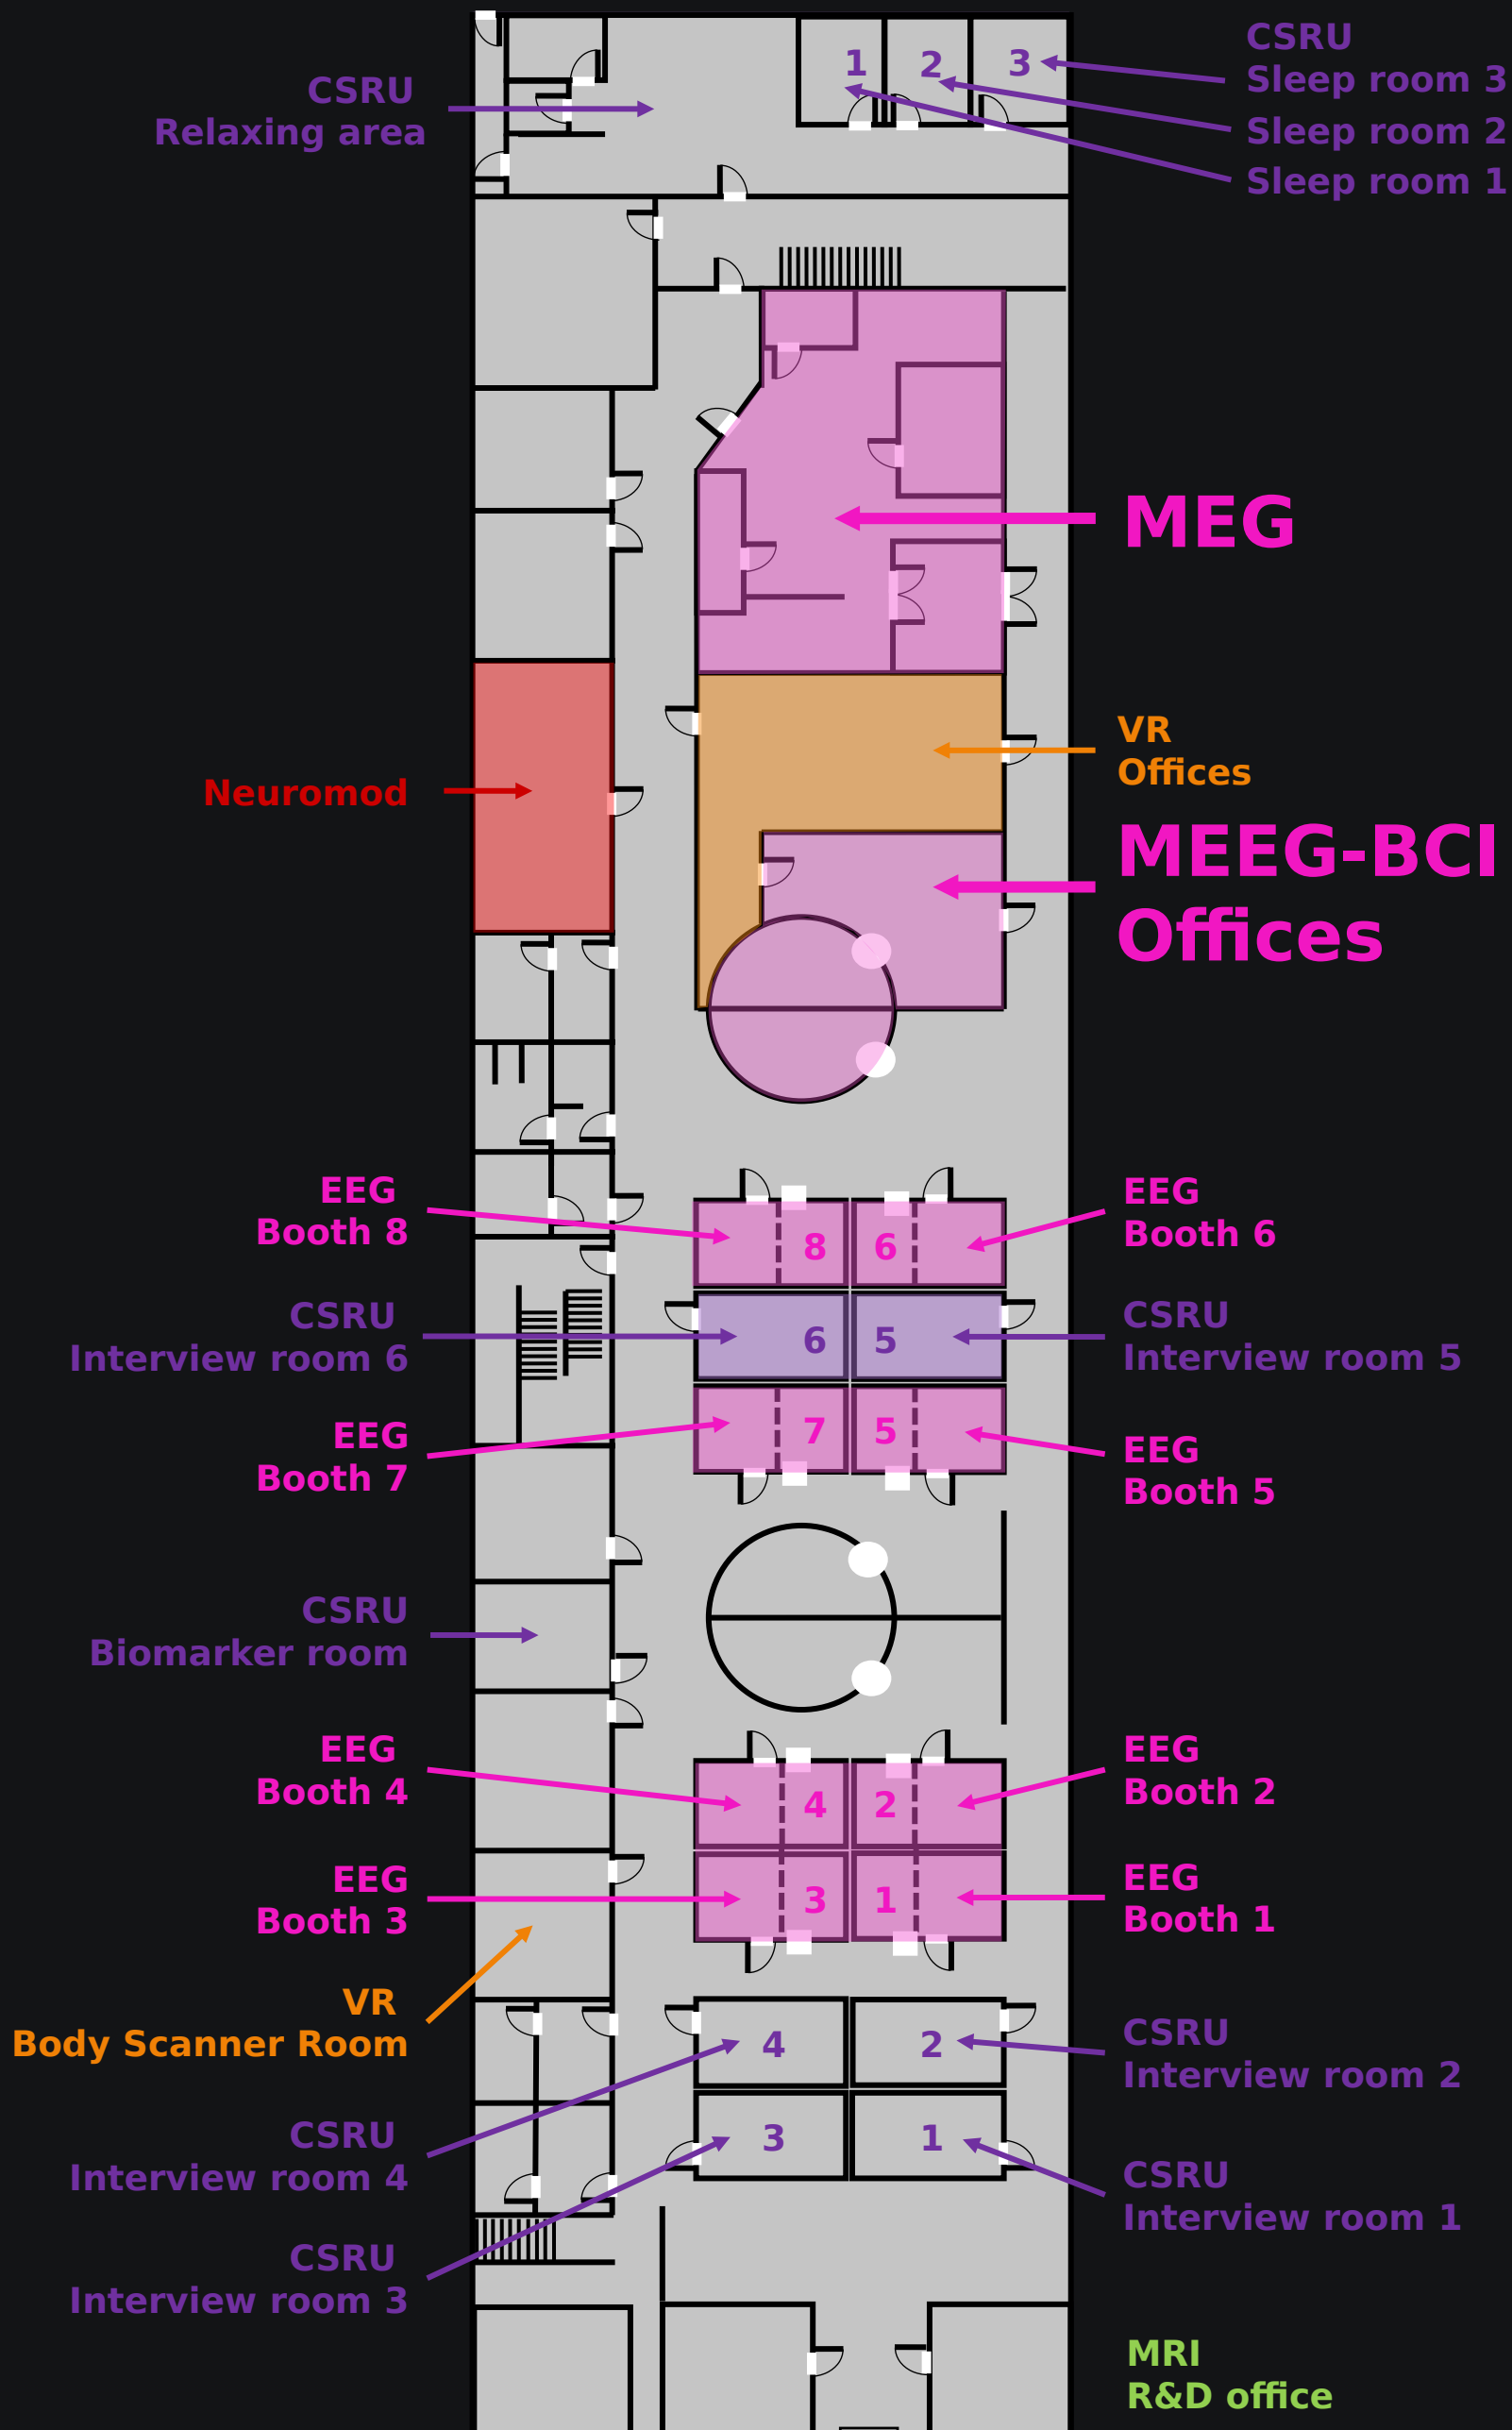 CSRU
Relaxing area
1
2
3
CSRU
Sleep room 3
Sleep room 2
Sleep room 1
MEG
Neuromod
VR
Offices
MEEG-BCI
Offices
EEG
Booth 8
8
6
EEG
Booth 6
CSRU
Interview room 6
6
5
CSRU
Interview room 5
EEG
Booth 7
7
5
EEG
Booth 5
CSRU
Biomarker room
EEG
Booth 4
4
2
EEG
Booth 2
EEG
Booth 3
3
1
EEG
Booth 1
VR
Body Scanner Room
4
2
CSRU
Interview room 2
CSRU
Interview room 4
3
1
CSRU
Interview room 1
CSRU
Interview room 3
MRI
R&D office